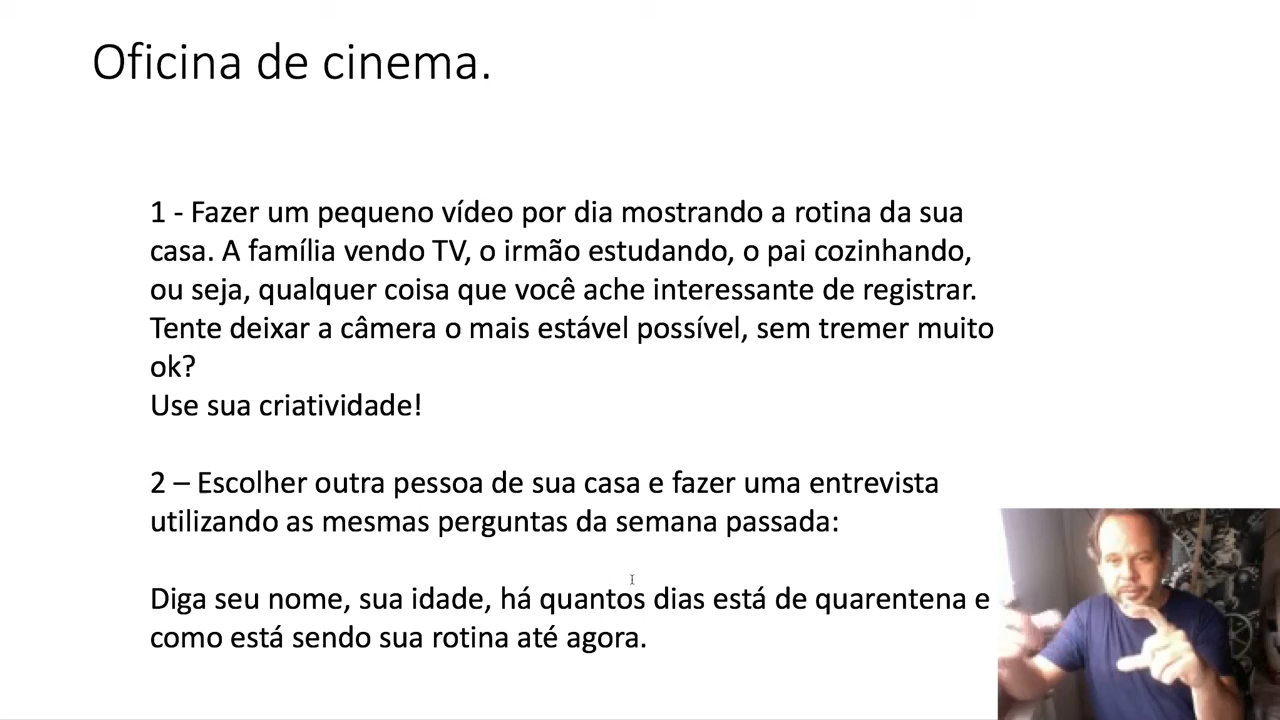 Oficina de cinema.
1 - Fazer um pequeno vídeo por dia mostrando a rotina da sua
casa. A família vendo TV, o irmão estudando, o pai cozinhando,
ou seja, qualquer coisa que você ache interessante de registrar.
Tente deixar a câmera o mais estável possível, sem tremer muito
ok?
Use sua criatividade!
2 – Escolher outra pessoa de sua casa e fazer uma entrevista
utilizando as mesmas perguntas da semana passada:
Diga seu nome, sua idade, há quantos dias está de quarentena e
como está sendo sua rotina até agora.